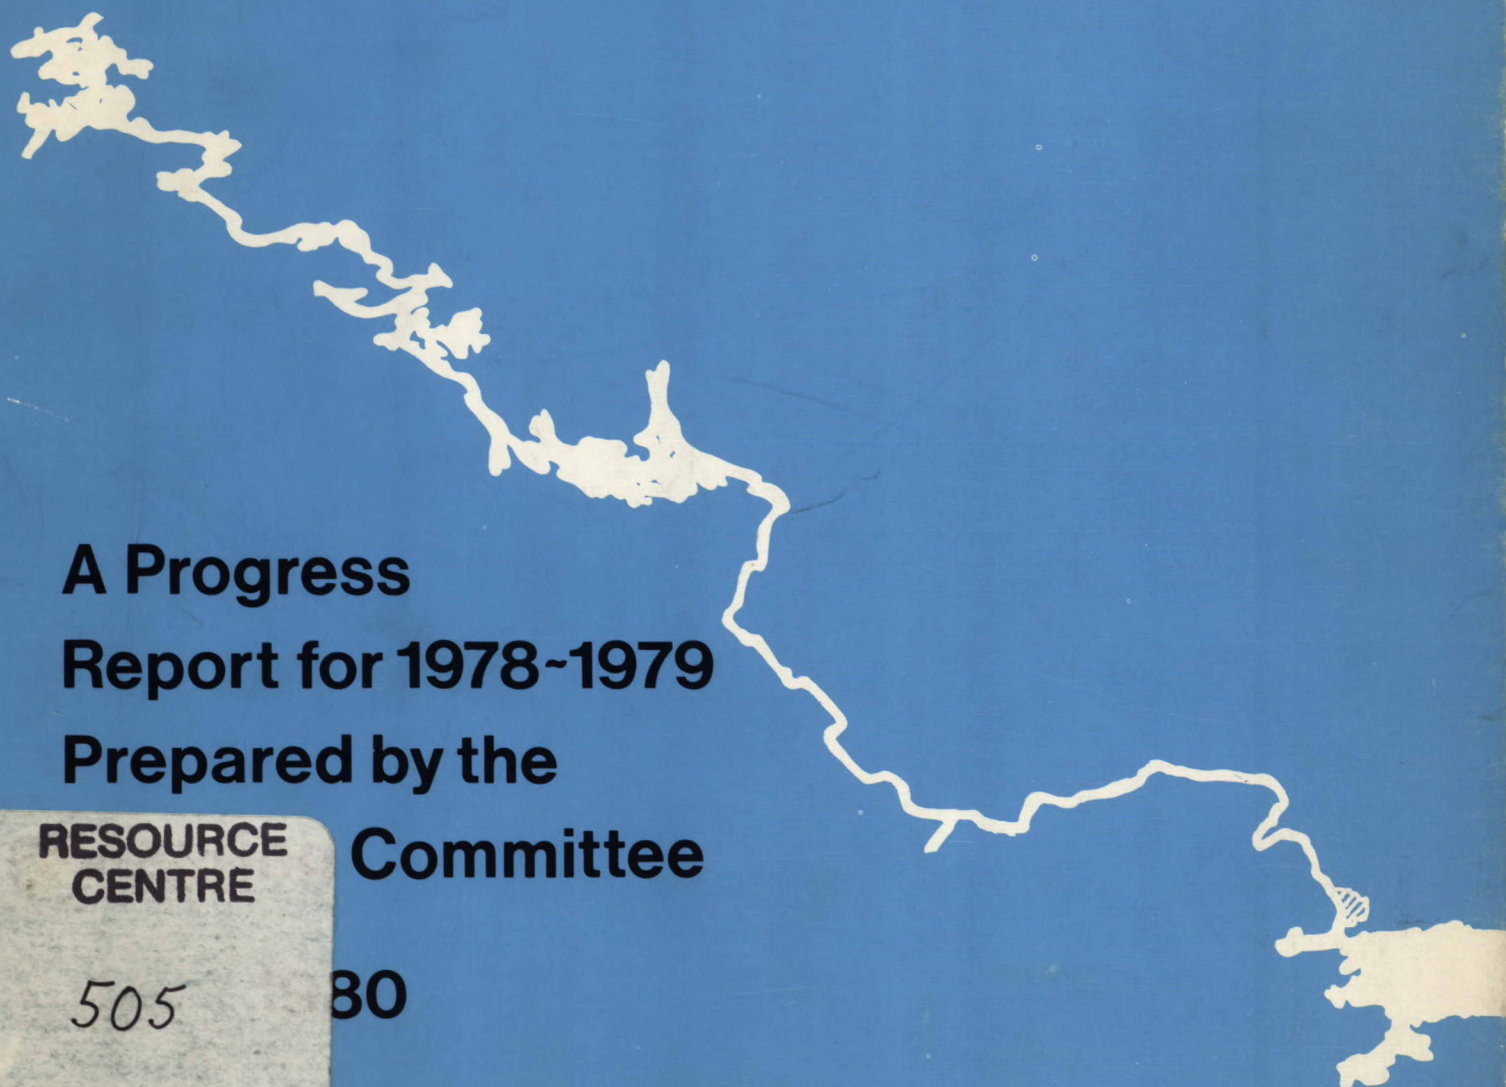 A Progress
Report for 1978~1979
Prepared by the
Committee
80
RESOURCE
CENTRE
505